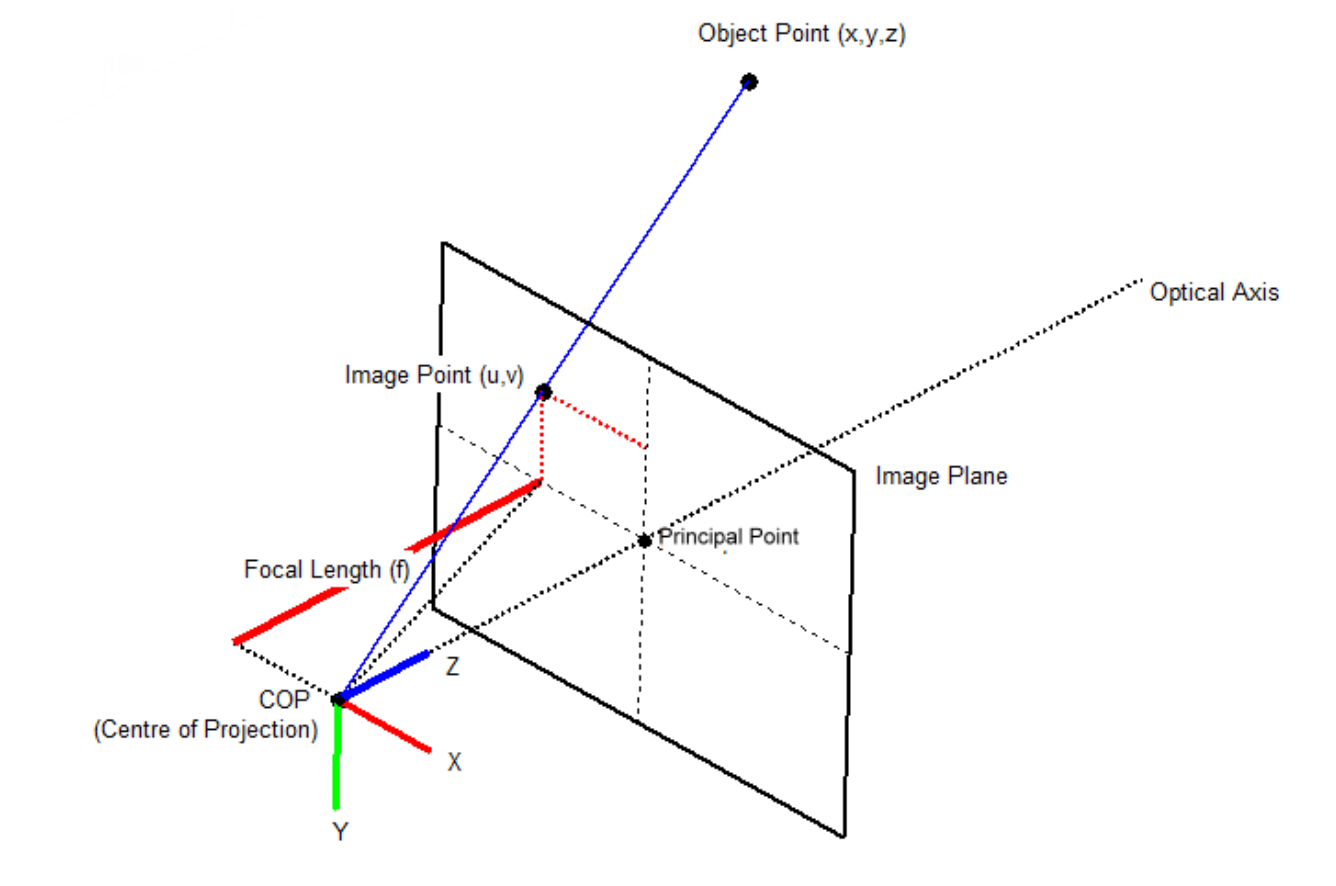 Object Point (x,y,z)
Optical Axis
Image Point (u,v)
Image Plane
Principal Point
Focal Length (f)
Z
COP
(Centre of Projection)
X
Y